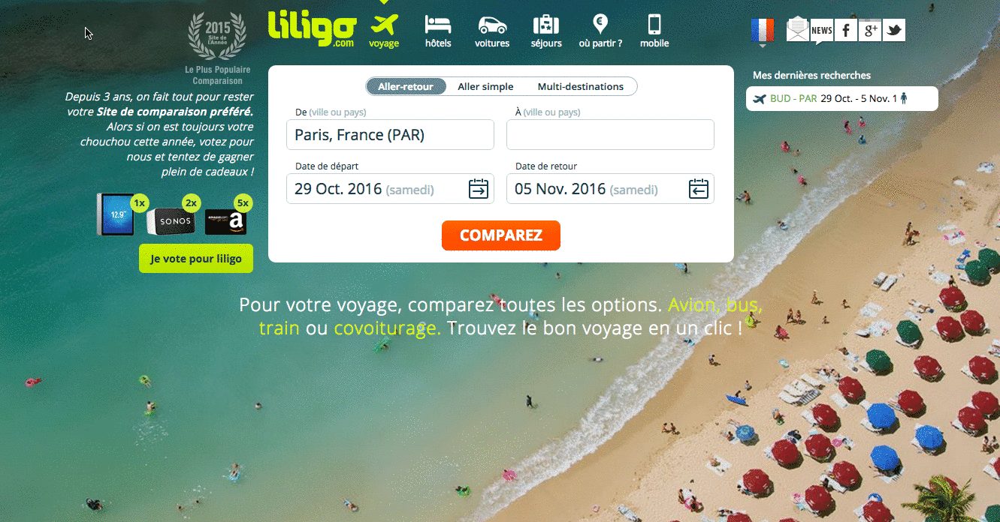 2015
Site de
l'Année
Le Plus Populaire
Comparaison
Depuis 3 ans, on fait tout pour rester
votre Site de comparaison préféré.
Alors si on est toujours votre
chouchou cette année, votez pour
nous et tentez de gagner
plein de cadeaux !
1x
2x
5x
12.9"
SONOS
amazon.com
a
Je vote pour liligo
liligo
.com
voyage
hôtels
voitures
séjours
€
où partir ?
mobile
NEWS
f
g+
Aller-retour
Aller simple
Multi-destinations
De (ville ou pays)
À (ville ou pays)
Paris, France (PAR)
Date de départ
Date de retour
29 Oct. 2016 (samedi)
05 Nov. 2016 (samedi)
COMPAREZ
Mes dernières recherches
BUD - PAR 29 Oct. - 5 Nov. 1
Pour votre voyage, comparez toutes les options. Avion, bus,
train ou covoiturage. Trouvez le bon voyage en un clic !